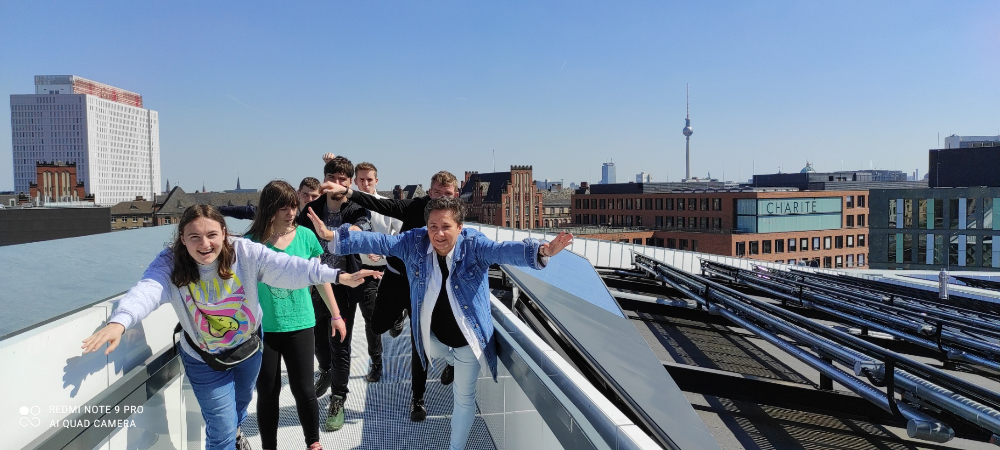 CHARITÉ
REDMI NOTE 9 PRO
AI QUAD CAMERA